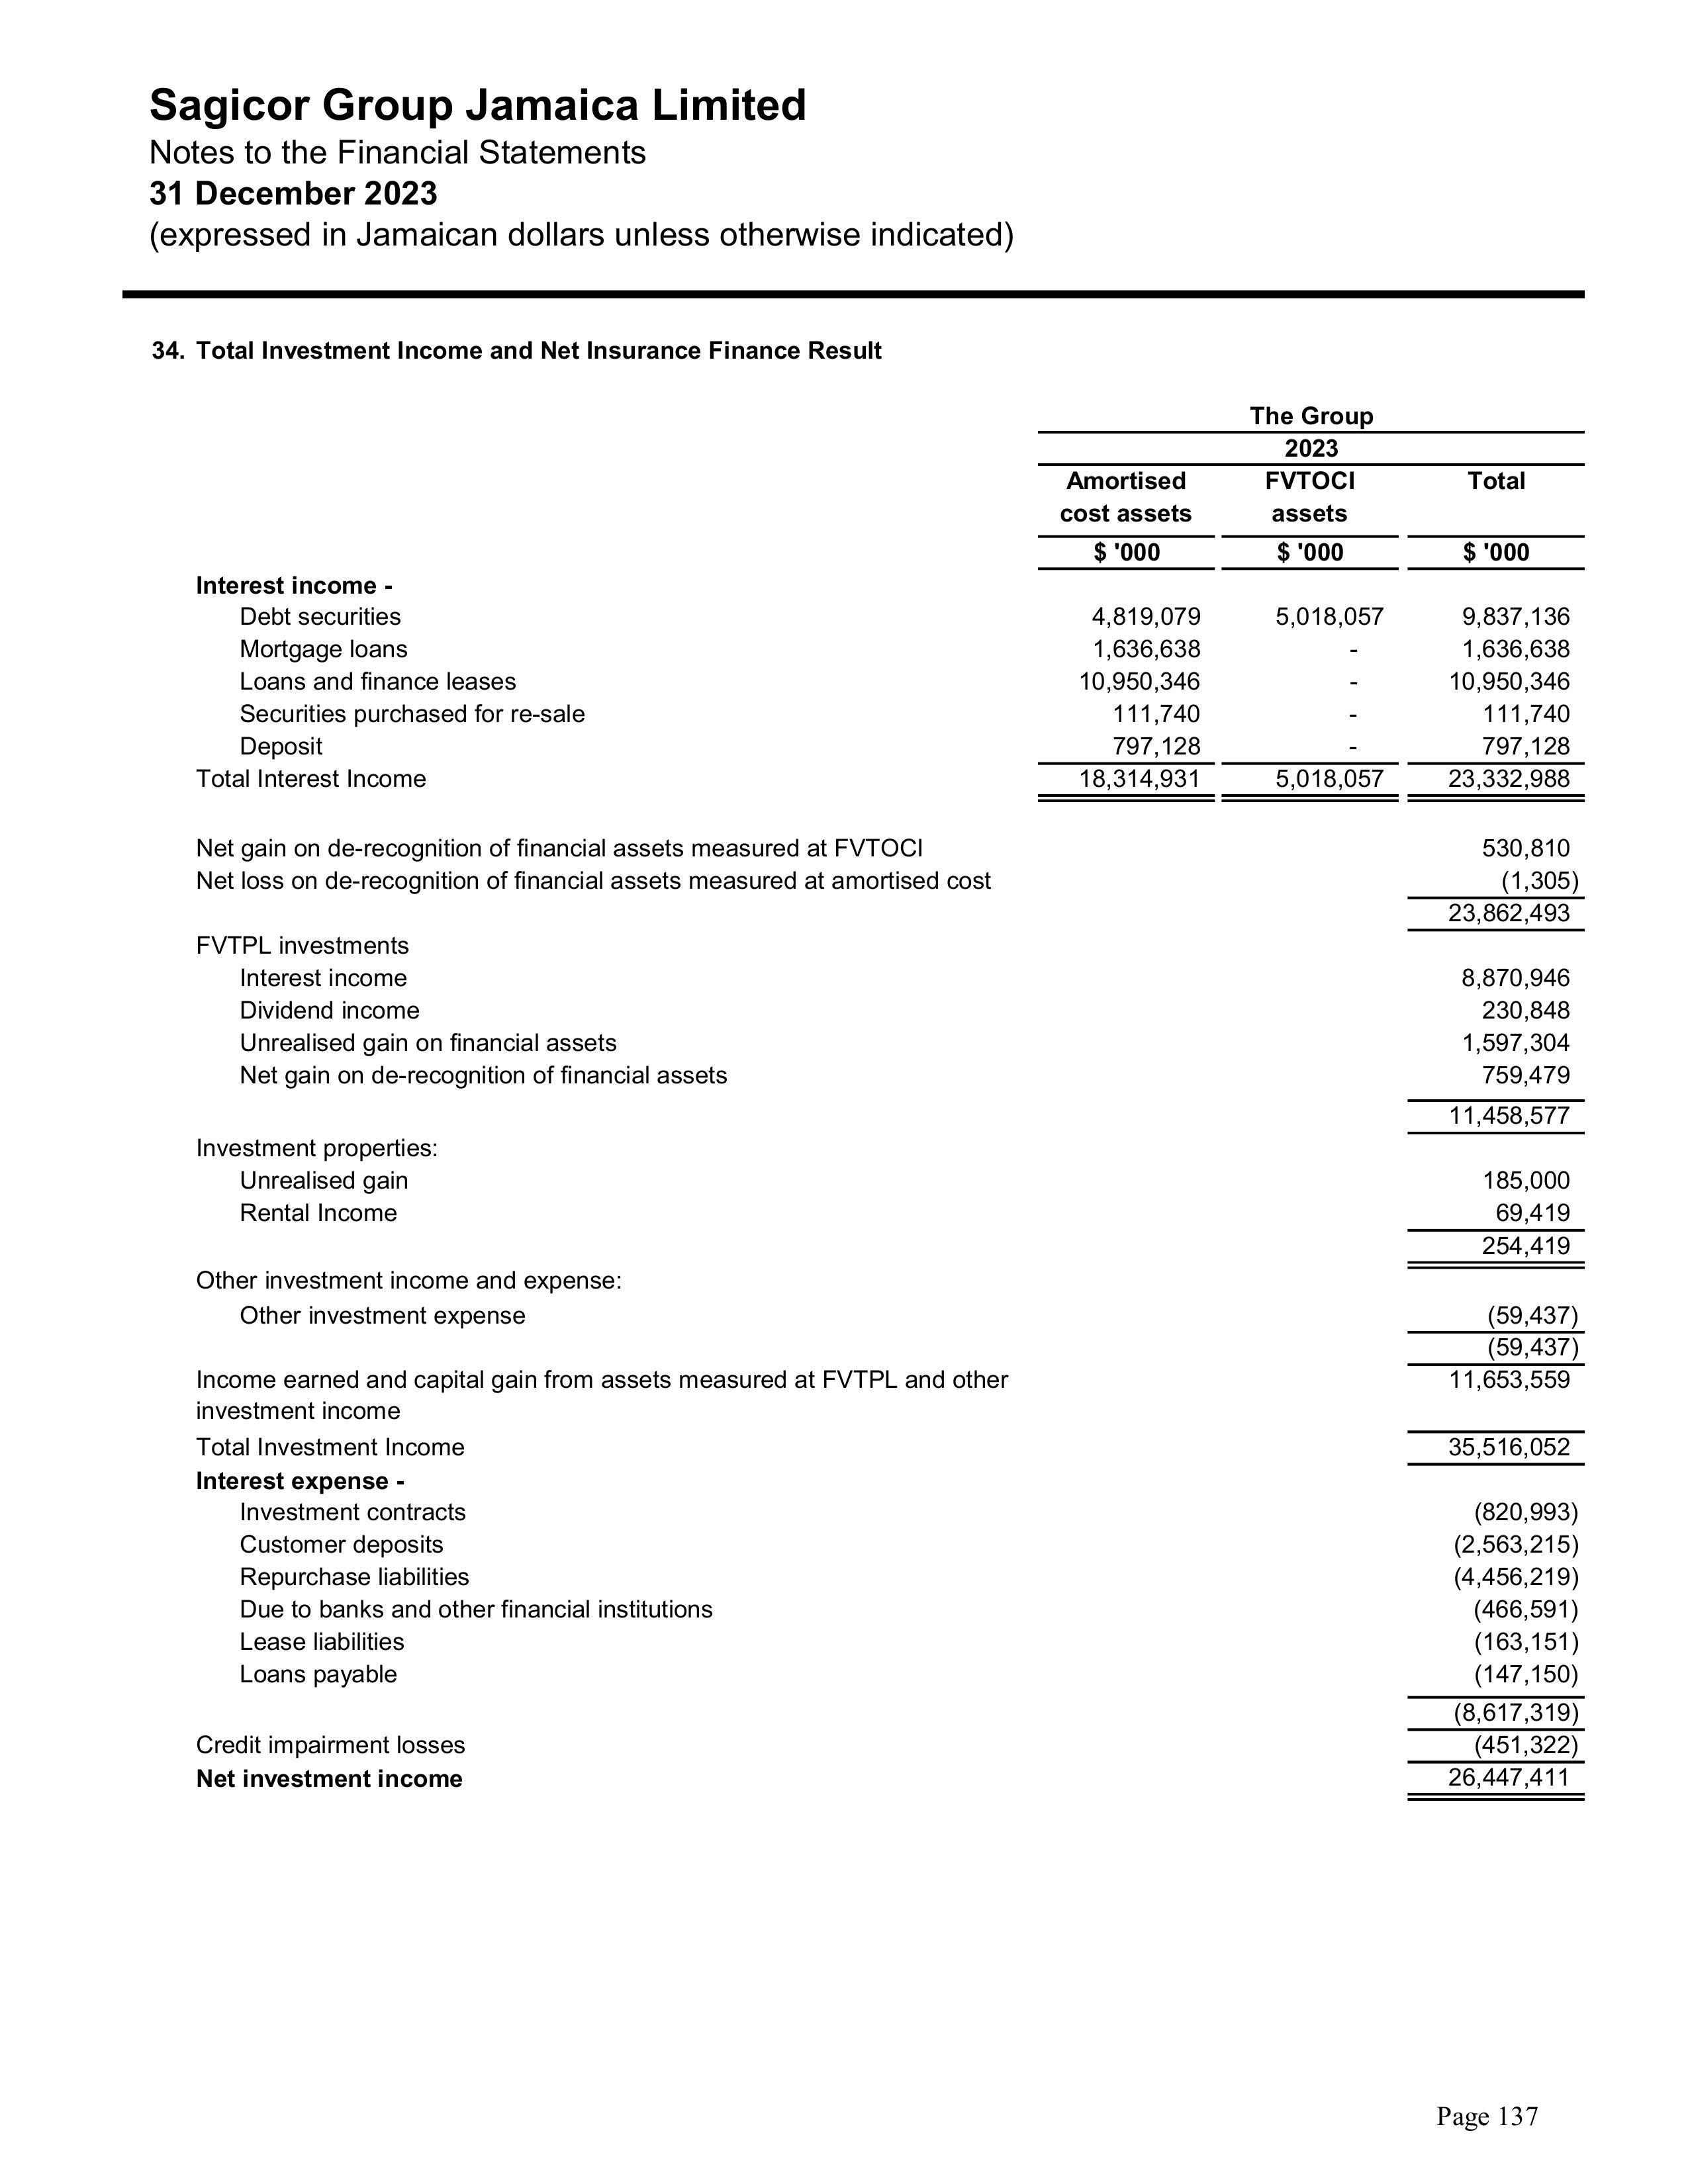 Sagicor Group Jamaica Limited
Notes to the Financial Statements
31 December 2023
(expressed in Jamaican dollars unless otherwise indicated)
34. Total Investment Income and Net Insurance Finance Result
The Group
2023
Amortised FVTOCI Total
cost assets assets
$ '000 $ '000 $ '000
Interest income -
Debt securities 4,819,079 5,018,057 9,837,136
Mortgage loans 1,636,638 - 1,636,638
Loans and finance leases 10,950,346 - 10,950,346
Securities purchased for re-sale 111,740 - 111,740
Deposit 797,128 - 797,128
Total Interest Income 18,314,931 5,018,057 23,332,988
Net gain on de-recognition of financial assets measured at FVTOCI 530,810
Net loss on de-recognition of financial assets measured at amortised cost (1,305)
23,862,493
FVTPL investments
Interest income 8,870,946
Dividend income 230,848
Unrealised gain on financial assets 1,597,304
Net gain on de-recognition of financial assets 759,479
11,458,577
Investment properties:
Unrealised gain 185,000
Rental Income 69,419
254,419
Other investment income and expense:
Other investment expense (59,437)
(59,437)
Income earned and capital gain from assets measured at FVTPL and other 11,653,559
investment income
Total Investment Income 35,516,052
Interest expense -
Investment contracts (820,993)
Customer deposits (2,563,215)
Repurchase liabilities (4,456,219)
Due to banks and other financial institutions (466,591)
Lease liabilities (163,151)
Loans payable (147,150)
(8,617,319)
Credit impairment losses (451,322)
Net investment income 26,447,411
Page 137